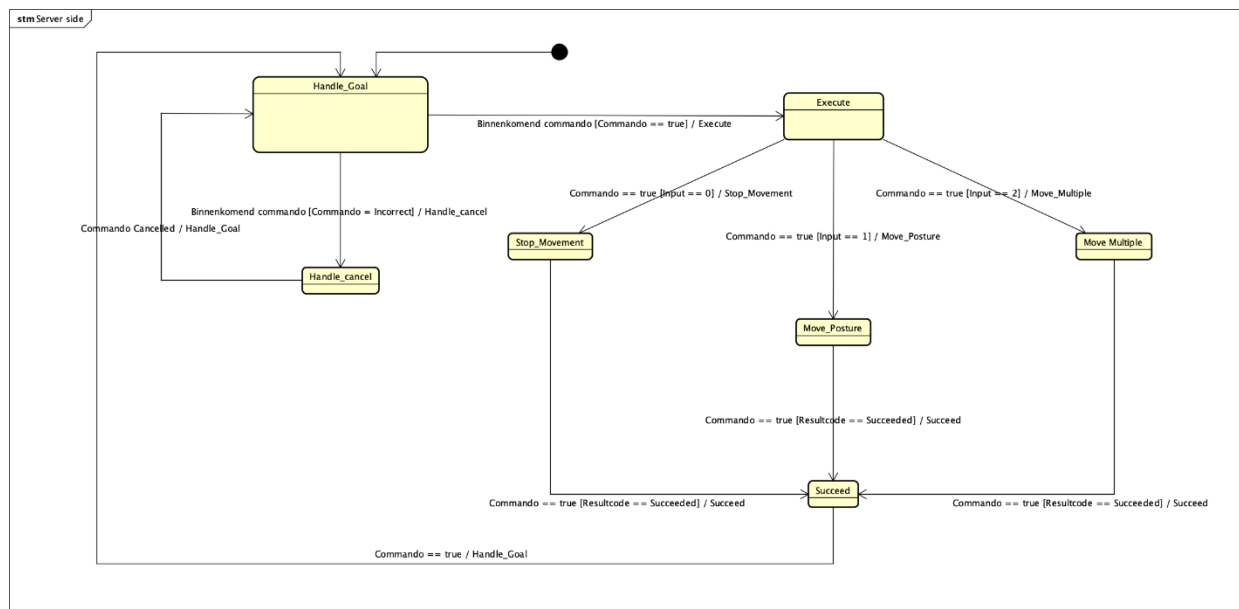 stm Server side
Handle_Goal
Execute
Binnenkomend commando [Commando == true] / Execute
Commando == true [Input == 0] / Stop_Movement
Commando == true [Input == 2] / Move_Multiple
Binnenkomend commando [Commando = Incorrect] / Handle_cancel
Commando Cancelled / Handle_Goal
Commando == true [Input == 1] / Move_Posture
Stop_Movement
Move Multiple
Handle_cancel
Move_Posture
Commando == true [Resultcode == Succeeded] / Succeed
Succeed
Commando == true [Resultcode == Succeeded] / Succeed
Commando == true [Resultcode == Succeeded] / Succeed
Commando == true / Handle_Goal